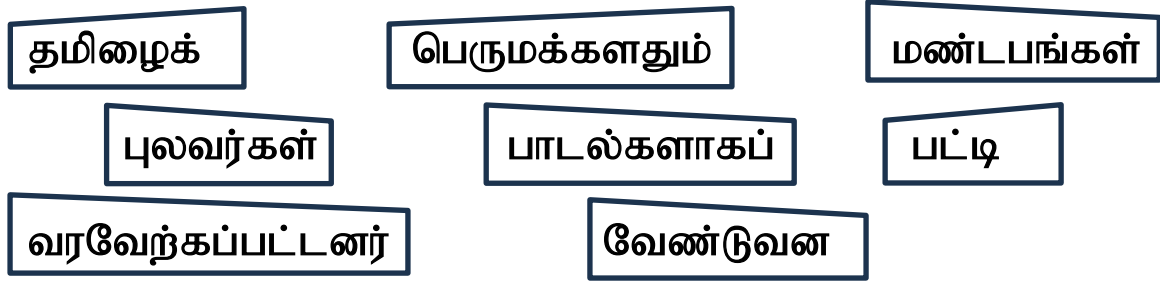 தமிழைக் பெருமக்களதும் மண்டபங்கள்
புலவர்கள் பாடல்களாகப் பட்டி
வரவேற்கப்பட்டனர் வேண்டுவன